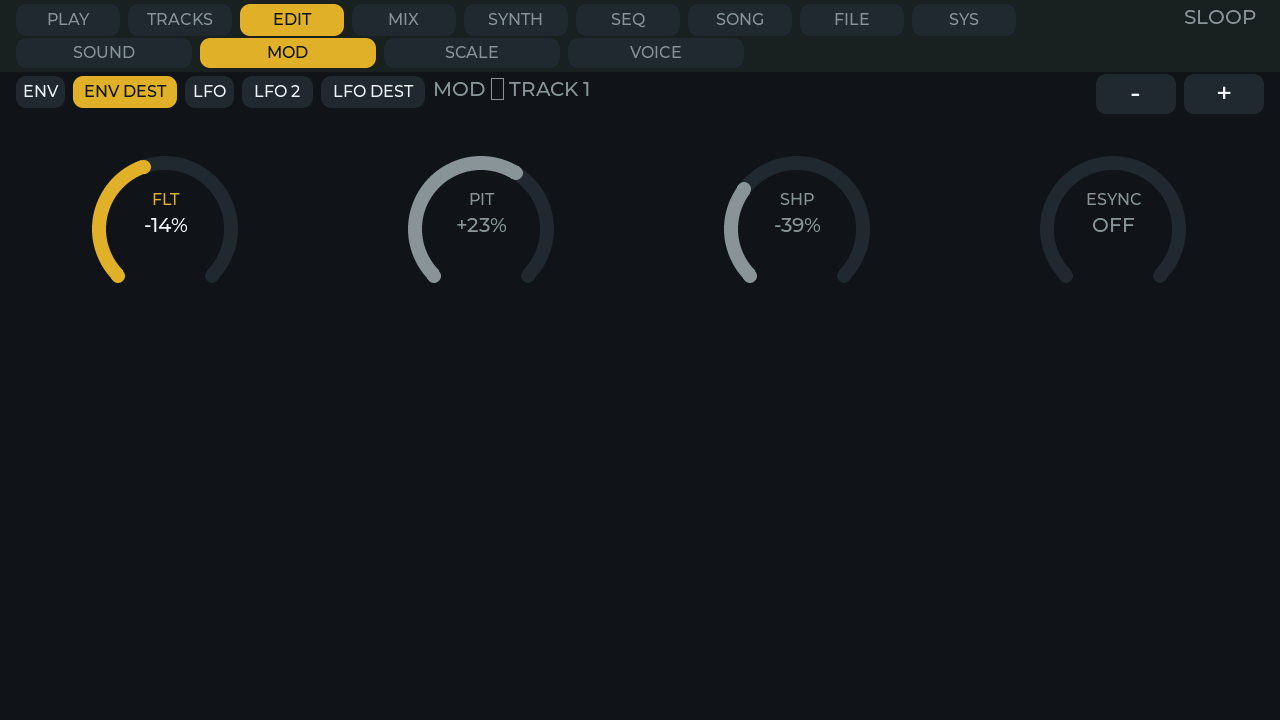 PLAY TRACKS EDIT MIX SYNTH SEQ SONG FILE SYS SLOOP
SOUND MOD SCALE VOICE
ENV ENV DEST LFO LFO 2 LFO DEST MOD ▯ TRACK 1 - +
FLT PIT SHP ESYNC
-14% +23% -39% OFF